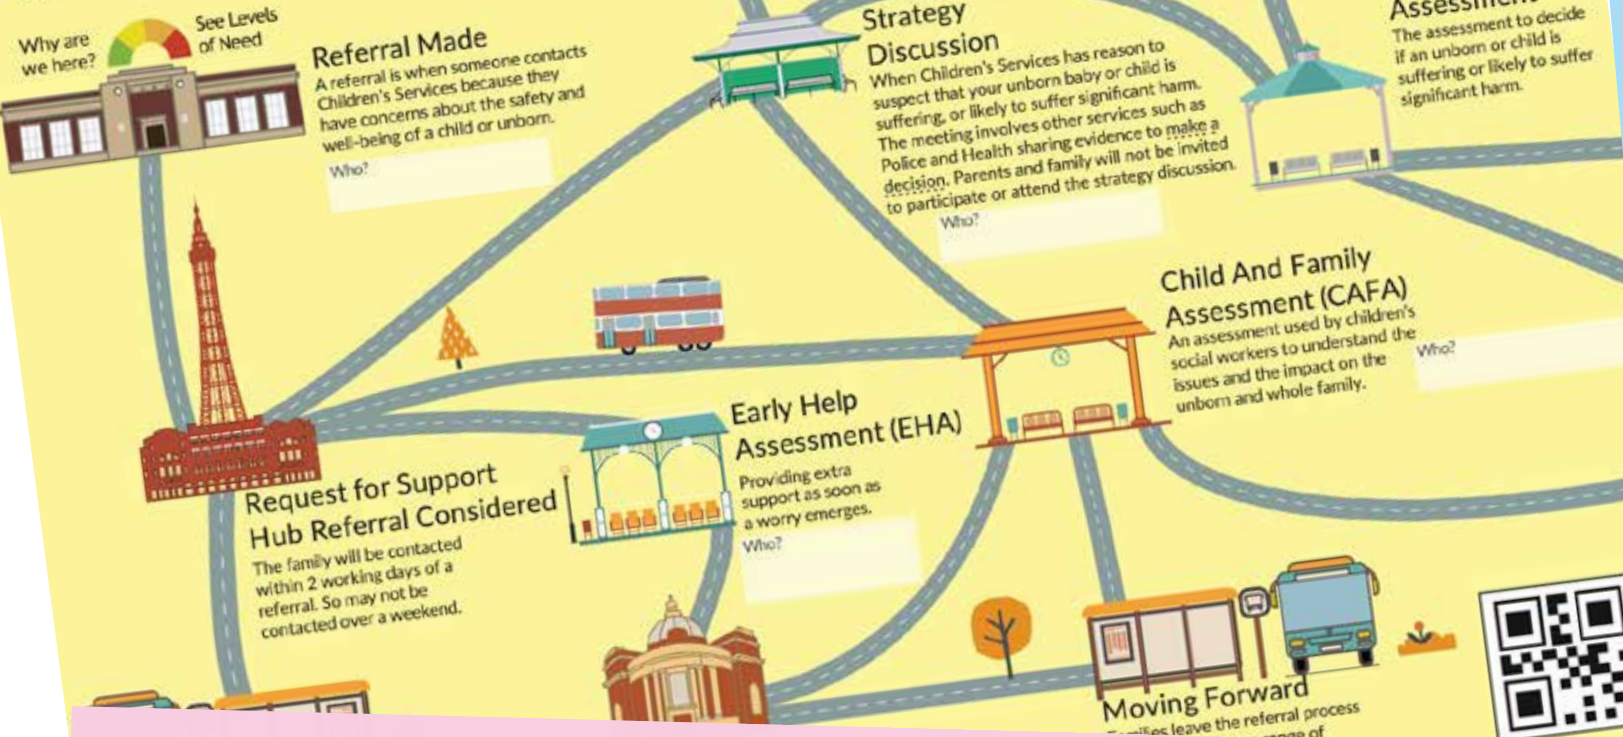 Why are
we here?
See Levels
of Need
Referral Made
A referral is when someone contacts
Children's Services because they
have concerns about the safety and
well-being of a child or unborn.
Who?
Strategy
Discussion
When Children's Services has reason to
suspect that your unborn baby or child is
suffering, or likely to suffer significant harm.
The meeting involves other services such as
Police and Health sharing evidence to make a
decision. Parents and family will not be invited
to participate or attend the strategy discussion.
Who?
Assessment
The assessment to decide
if an unborn or child is
suffering or likely to suffer
significant harm.
Child And Family
Assessment (CAFA)
An assessment used by children's
social workers to understand the
issues and the impact on the
unborn and whole family.
Who?
Early Help
Assessment (EHA)
Providing extra
support as soon as
a worry emerges.
Who?
Request for Support
Hub Referral Considered
The family will be contacted
within 2 working days of a
referral. So may not be
contacted over a weekend.
Moving Forward
Families leave the referral process
of